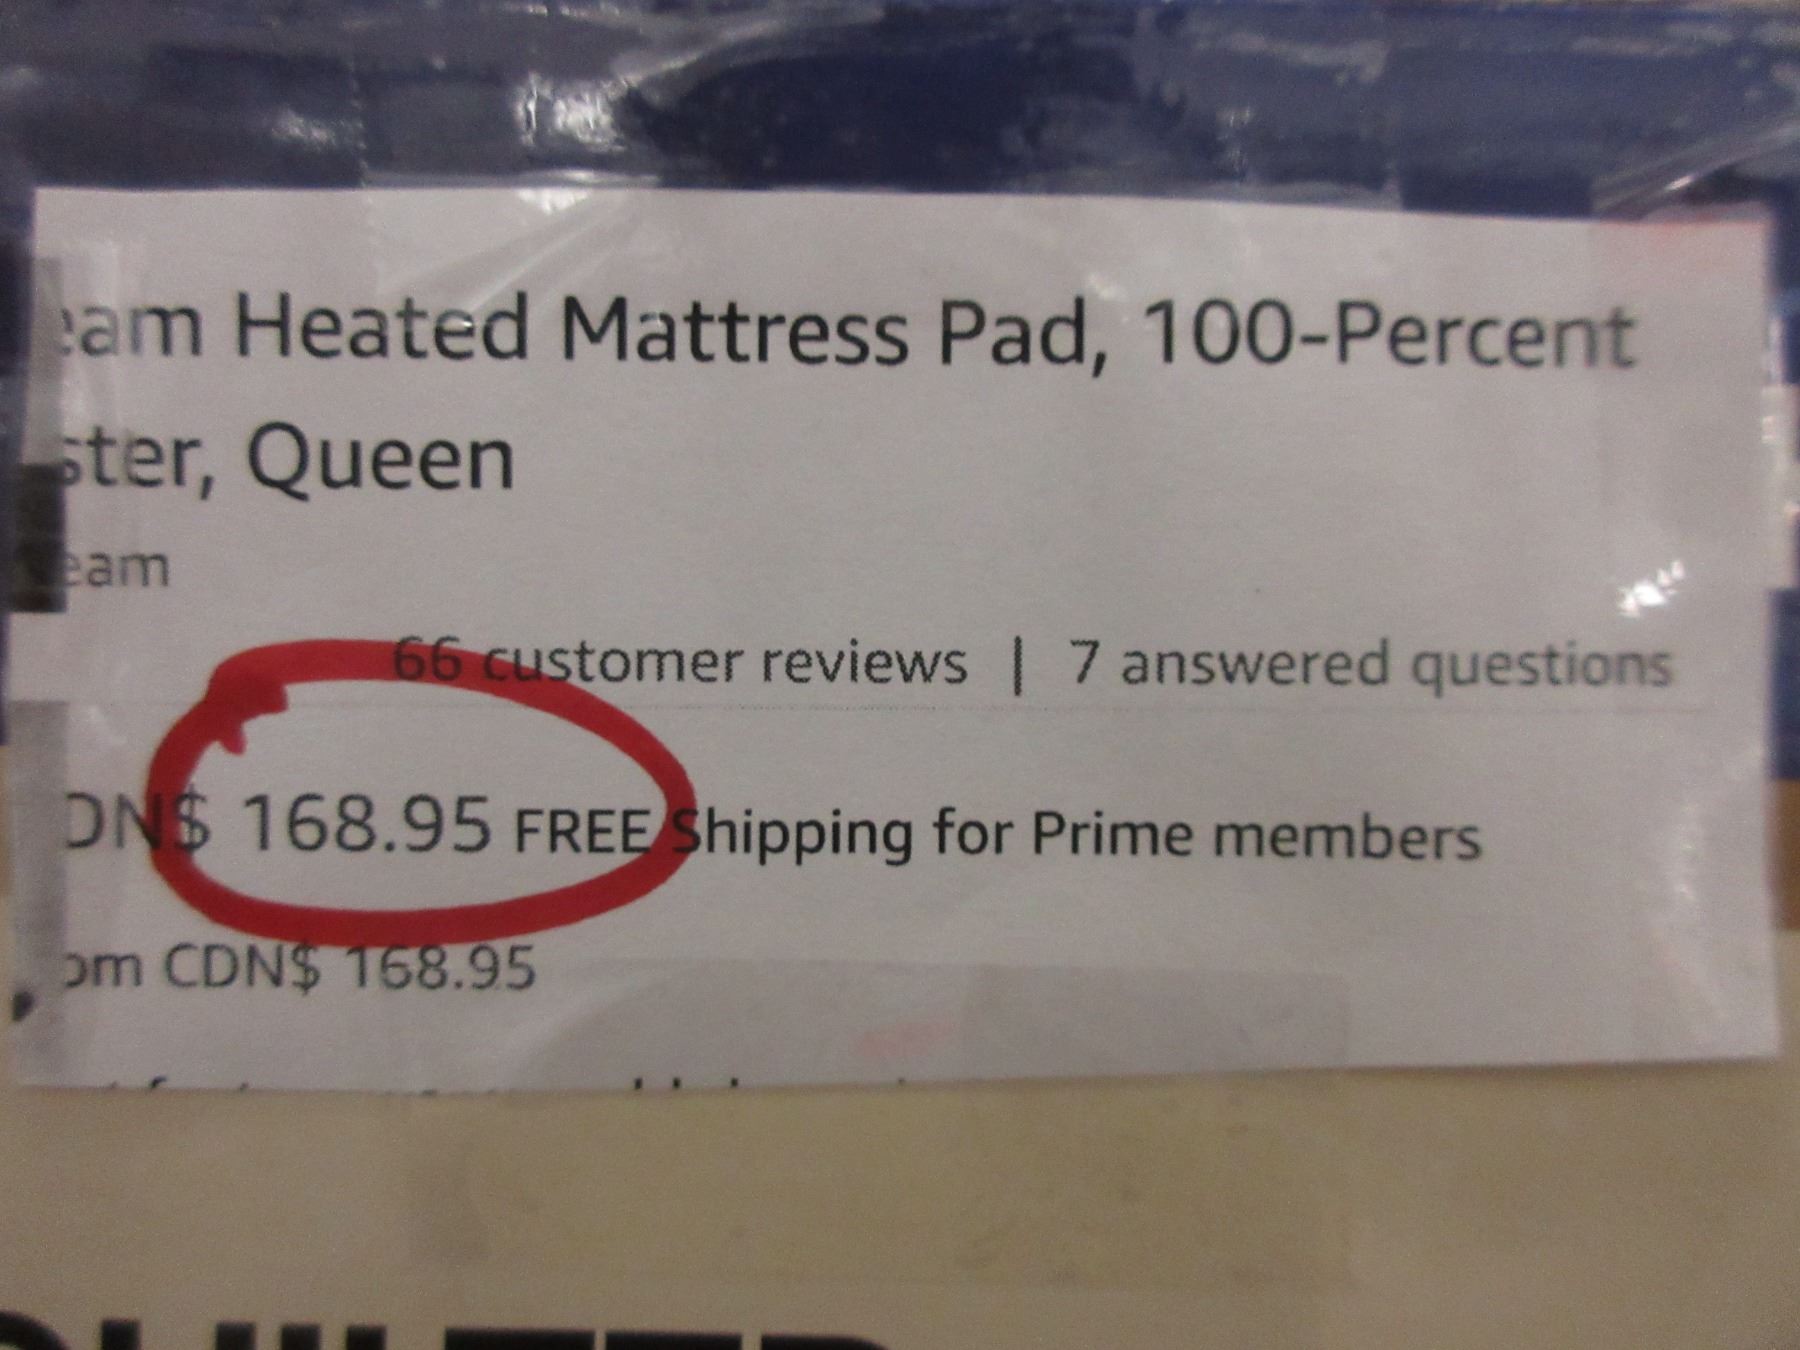 eam Heated Mattress Pad, 100-Percent
ster, Queen
eam
66 customer reviews | 7 answered questions
DN$ 168.95 FREE Shipping for Prime members
om CDN$ 168.95